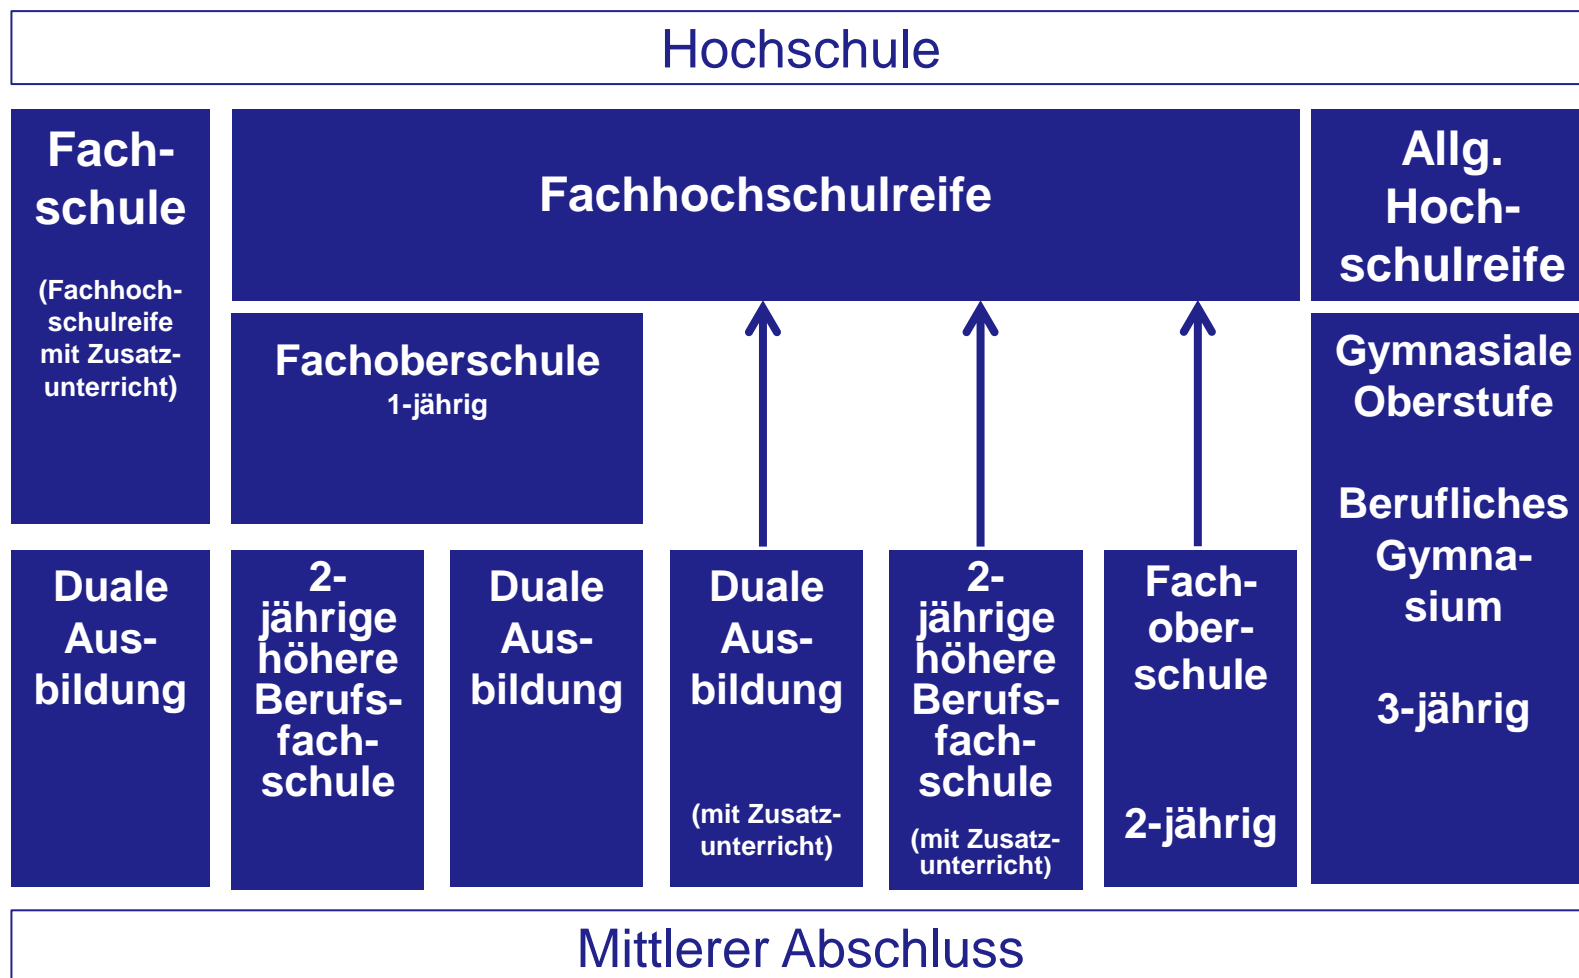 Hochschule
Fach-
schule
(Fachhoch-
schulreife
mit Zusatz-
unterricht)
Fachhochschulreife
Allg.
Hoch-
schulreife
Fachoberschule
1-jährig
Gymnasiale
Oberstufe
Berufliches
Gymna-
sium
3-jährig
Duale
Aus-
bildung
2-
jährige
höhere
Berufs-
fach-
schule
Duale
Aus-
bildung
Duale
Aus-
bildung
(mit Zusatz-
unterricht)
2-
jährige
höhere
Berufs-
fach-
schule
(mit Zusatz-
unterricht)
Fach-
ober-
schule
2-jährig
Mittlerer Abschluss